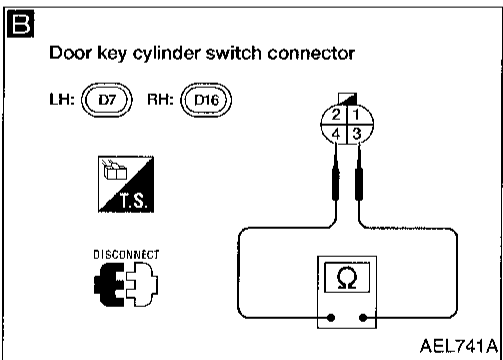 B
Door key cylinder switch connector
LH: D7 RH: D16
2 1
4 3
T.S.
DISCONNECT
Ω
AEL741A